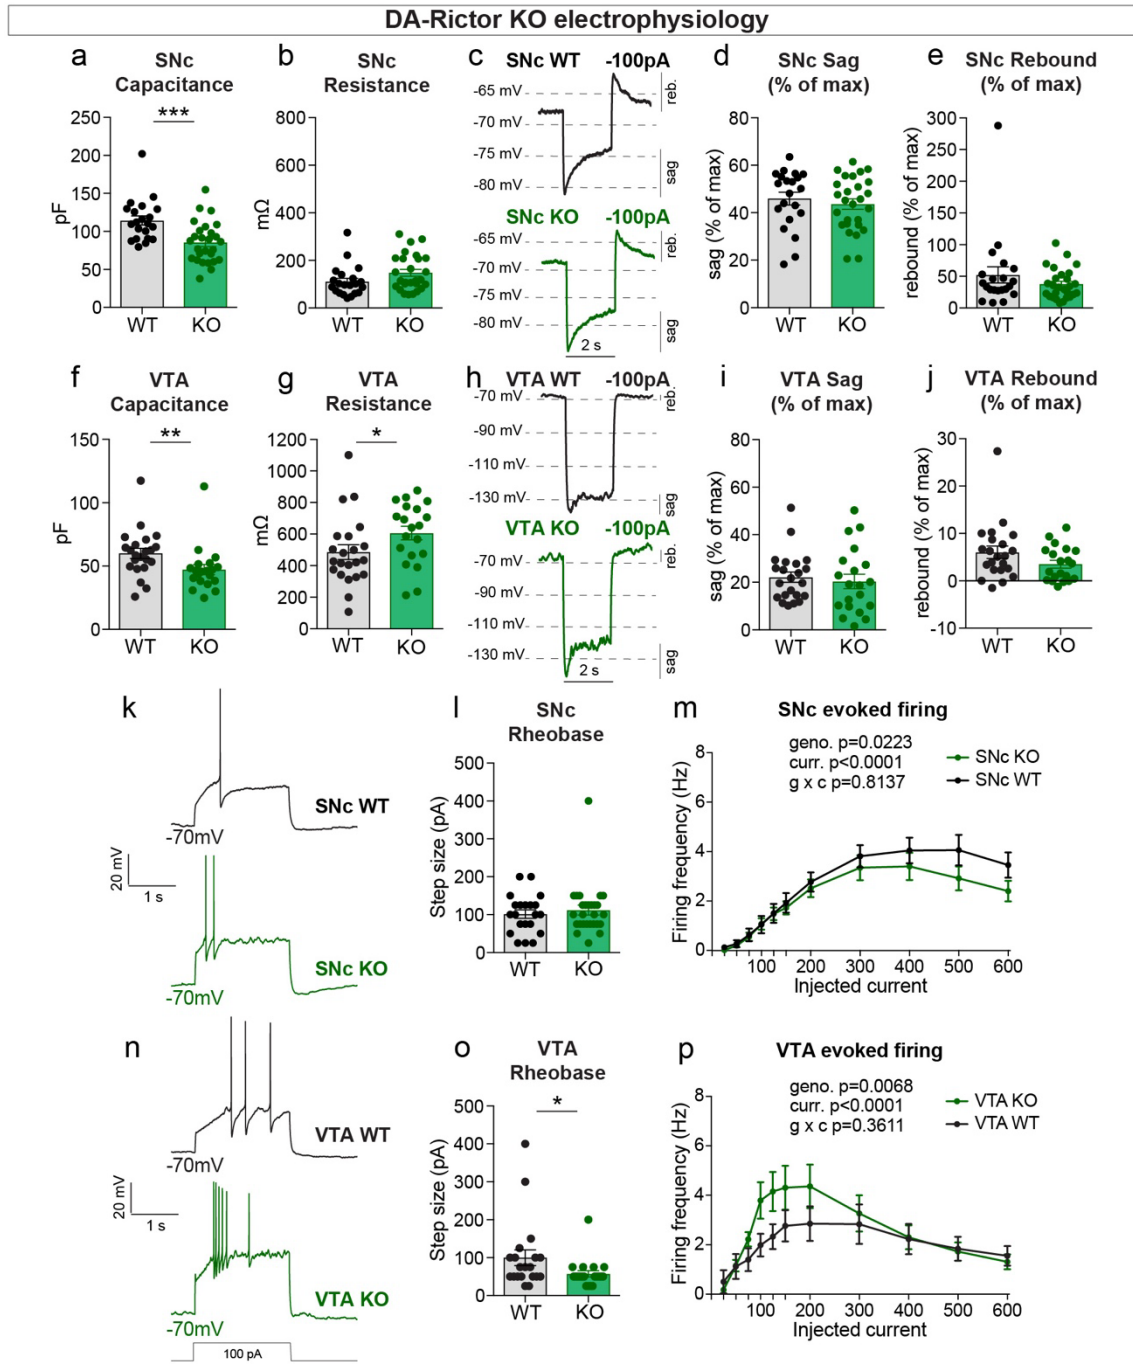 DA-Rictor KO electrophysiology
a
SNc
Capacitance
***
250
200
150
100
50
0
pF
WT
KO
b
SNc
Resistance
800
600
400
200
0
mΩ
WT
KO
c
SNc WT
-100pA
-65 mV
-70 mV
-75 mV
-80 mV
reb.
sag
SNc KO
-100pA
-65 mV
-70 mV
-75 mV
-80 mV
reb.
sag
2 s
d
SNc Sag
(% of max)
80
60
40
20
0
sag (% of max)
WT
KO
e
SNc Rebound
(% of max)
300
250
200
150
100
50
0
rebound (% of max)
WT
KO
f
VTA
Capacitance
**
150
100
50
0
pF
WT
KO
g
VTA
Resistance
*
1200
1000
800
600
400
200
0
mΩ
WT
KO
h
VTA WT
-100pA
-70 mV
-90 mV
-110 mV
-130 mV
reb.
sag
VTA KO
-100pA
-70 mV
-90 mV
-110 mV
-130 mV
reb.
sag
2 s
i
VTA Sag
(% of max)
80
60
40
20
0
sag (% of max)
WT
KO
j
VTA Rebound
(% of max)
30
20
10
0
-10
rebound (% of max)
WT
KO
k
SNc WT
-70mV
20 mV
1 s
SNc KO
-70mV
l
SNc
Rheobase
500
400
300
200
100
0
Step size (pA)
WT
KO
m
SNc evoked firing
geno. p=0.0223
curr. p<0.0001
g x c p=0.8137
SNc KO
SNc WT
8
6
4
2
0
Firing frequency (Hz)
100
200
300
400
500
600
Injected current
n
VTA WT
-70mV
20 mV
1 s
VTA KO
-70mV
100 pA
o
VTA
Rheobase
*
500
400
300
200
100
0
Step size (pA)
WT
KO
p
VTA evoked firing
geno. p=0.0068
curr. p<0.0001
g x c p=0.3611
VTA KO
VTA WT
8
6
4
2
0
Firing frequency (Hz)
100
200
300
400
500
600
Injected current